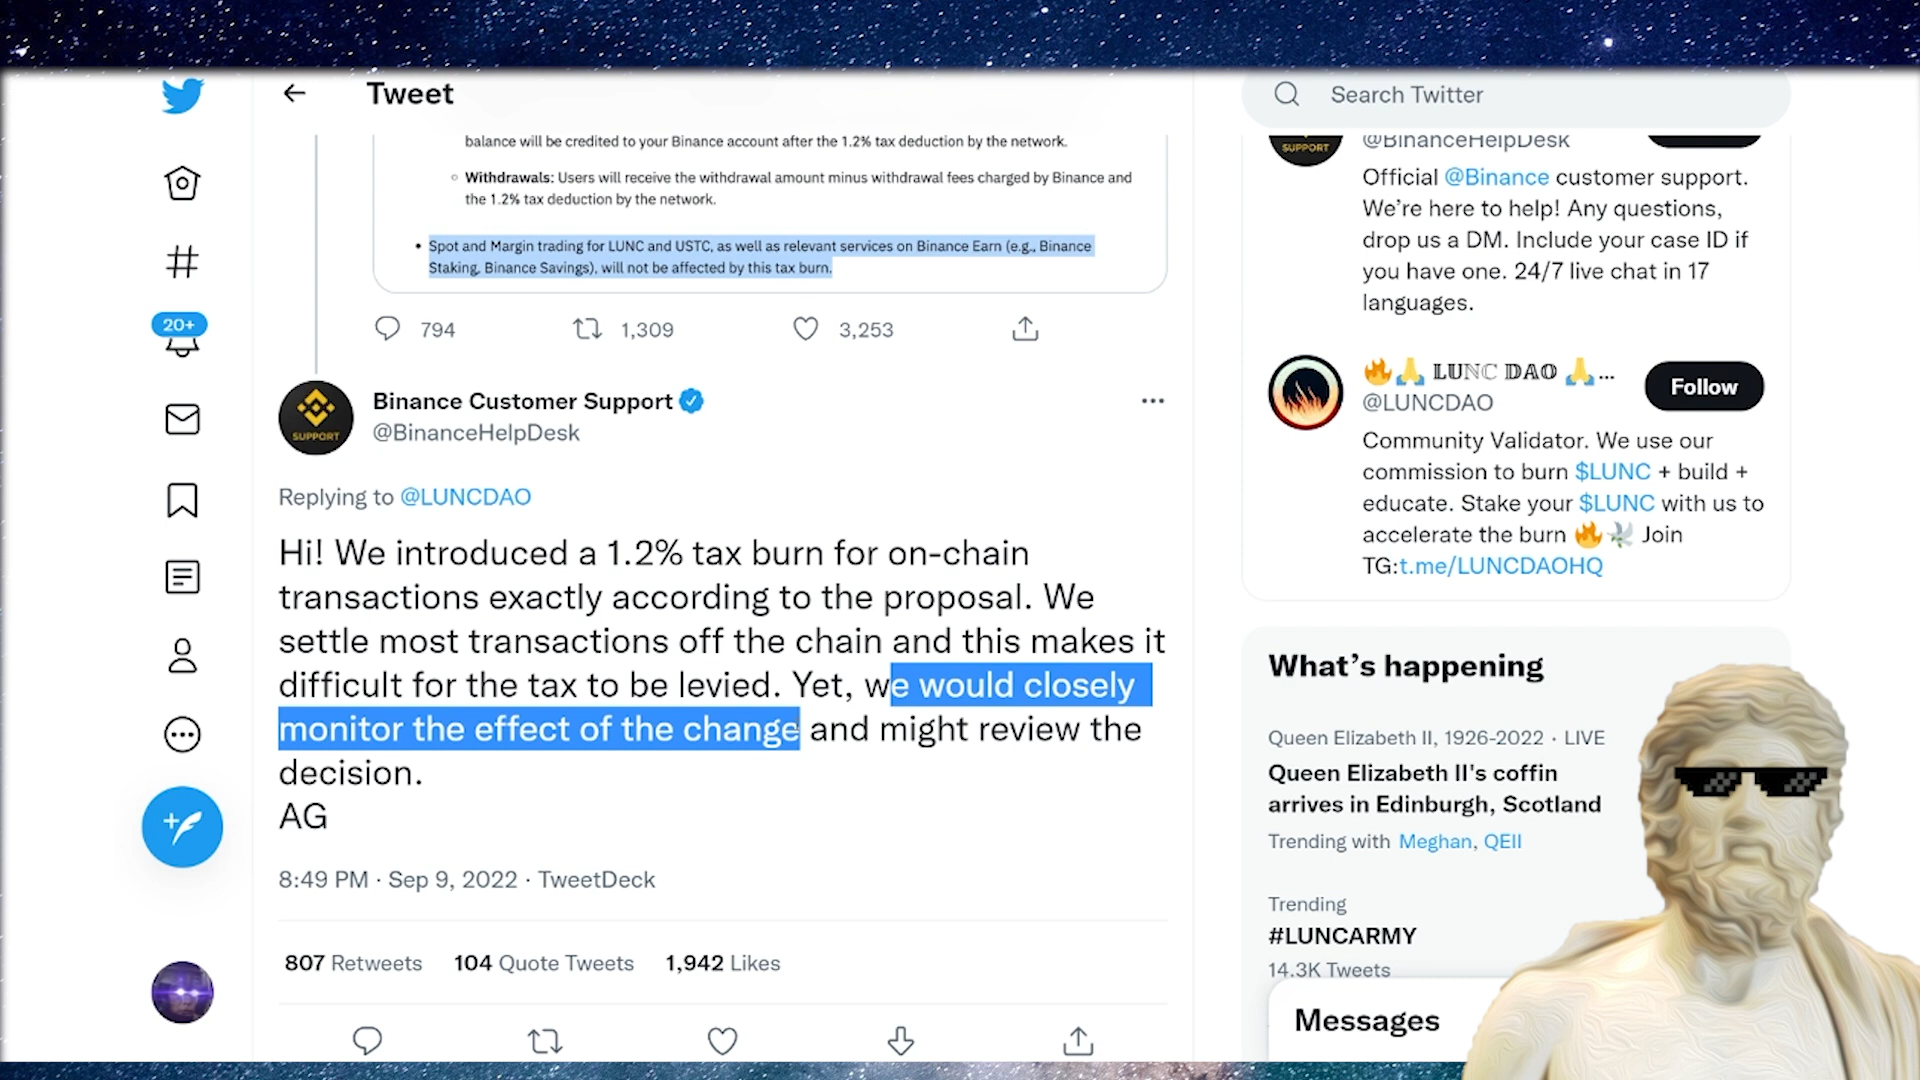 Tweet
Search Twitter
balance will be credited to your Binance account after the 1.2% tax deduction by the network.
Withdrawals: Users will receive the withdrawal amount minus withdrawal fees charged by Binance and
the 1.2% tax deduction by the network.
Spot and Margin trading for LUNC and USTC, as well as relevant services on Binance Earn (e.g., Binance
Staking, Binance Savings), will not be affected by this tax burn.
794
1,309
3,253
20+
SUPPORT
Binance Customer Support
@BinanceHelpDesk
Replying to @LUNCDAO
Hi! We introduced a 1.2% tax burn for on-chain
transactions exactly according to the proposal. We
settle most transactions off the chain and this makes it
difficult for the tax to be levied. Yet, we would closely
monitor the effect of the change and might review the
decision.
AG
8:49 PM · Sep 9, 2022 · TweetDeck
807 Retweets 104 Quote Tweets 1,942 Likes
SUPPORT
@BinanceHelpDesk
Official @Binance customer support.
We’re here to help! Any questions,
drop us a DM. Include your case ID if
you have one. 24/7 live chat in 17
languages.
🔥🙏 𝕃𝕌ℕℂ 𝔻𝔸𝕆 🙏...
@LUNCDAO
Follow
Community Validator. We use our
commission to burn $LUNC + build +
educate. Stake your $LUNC with us to
accelerate the burn 🔥🕊️ Join
TG:t.me/LUNCDAOHQ
What’s happening
Queen Elizabeth II, 1926-2022 · LIVE
Queen Elizabeth II's coffin
arrives in Edinburgh, Scotland
Trending with Meghan, QEII
Trending
#LUNCARMY
14.3K Tweets
Messages